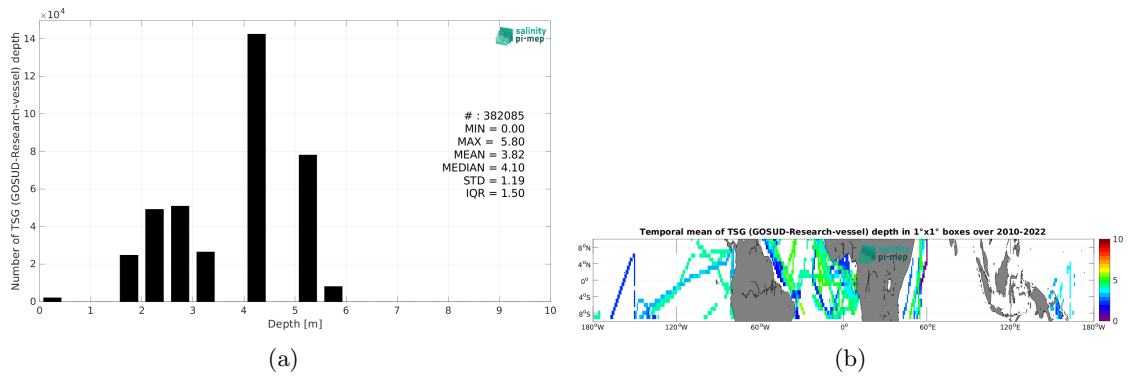 ×10⁴
14
12
10
8
6
4
2
0
Number of TSG (GOSUD-Research-vessel) depth
salinity
pi-mep
# : 382085
MIN = 0.00
MAX = 5.80
MEAN = 3.82
MEDIAN = 4.10
STD = 1.19
IQR = 1.50
0 1 2 3 4 5 6 7 8 9 10
Depth [m]
(a)
Temporal mean of TSG (GOSUD-Research-vessel) depth in 1°x1° boxes over 2010-2022
8°N
4°N
0°
4°S
8°S
salinity
pi-mep
180°W 120°W 60°W 0° 60°E 120°E 180°W
10
5
0
(b)